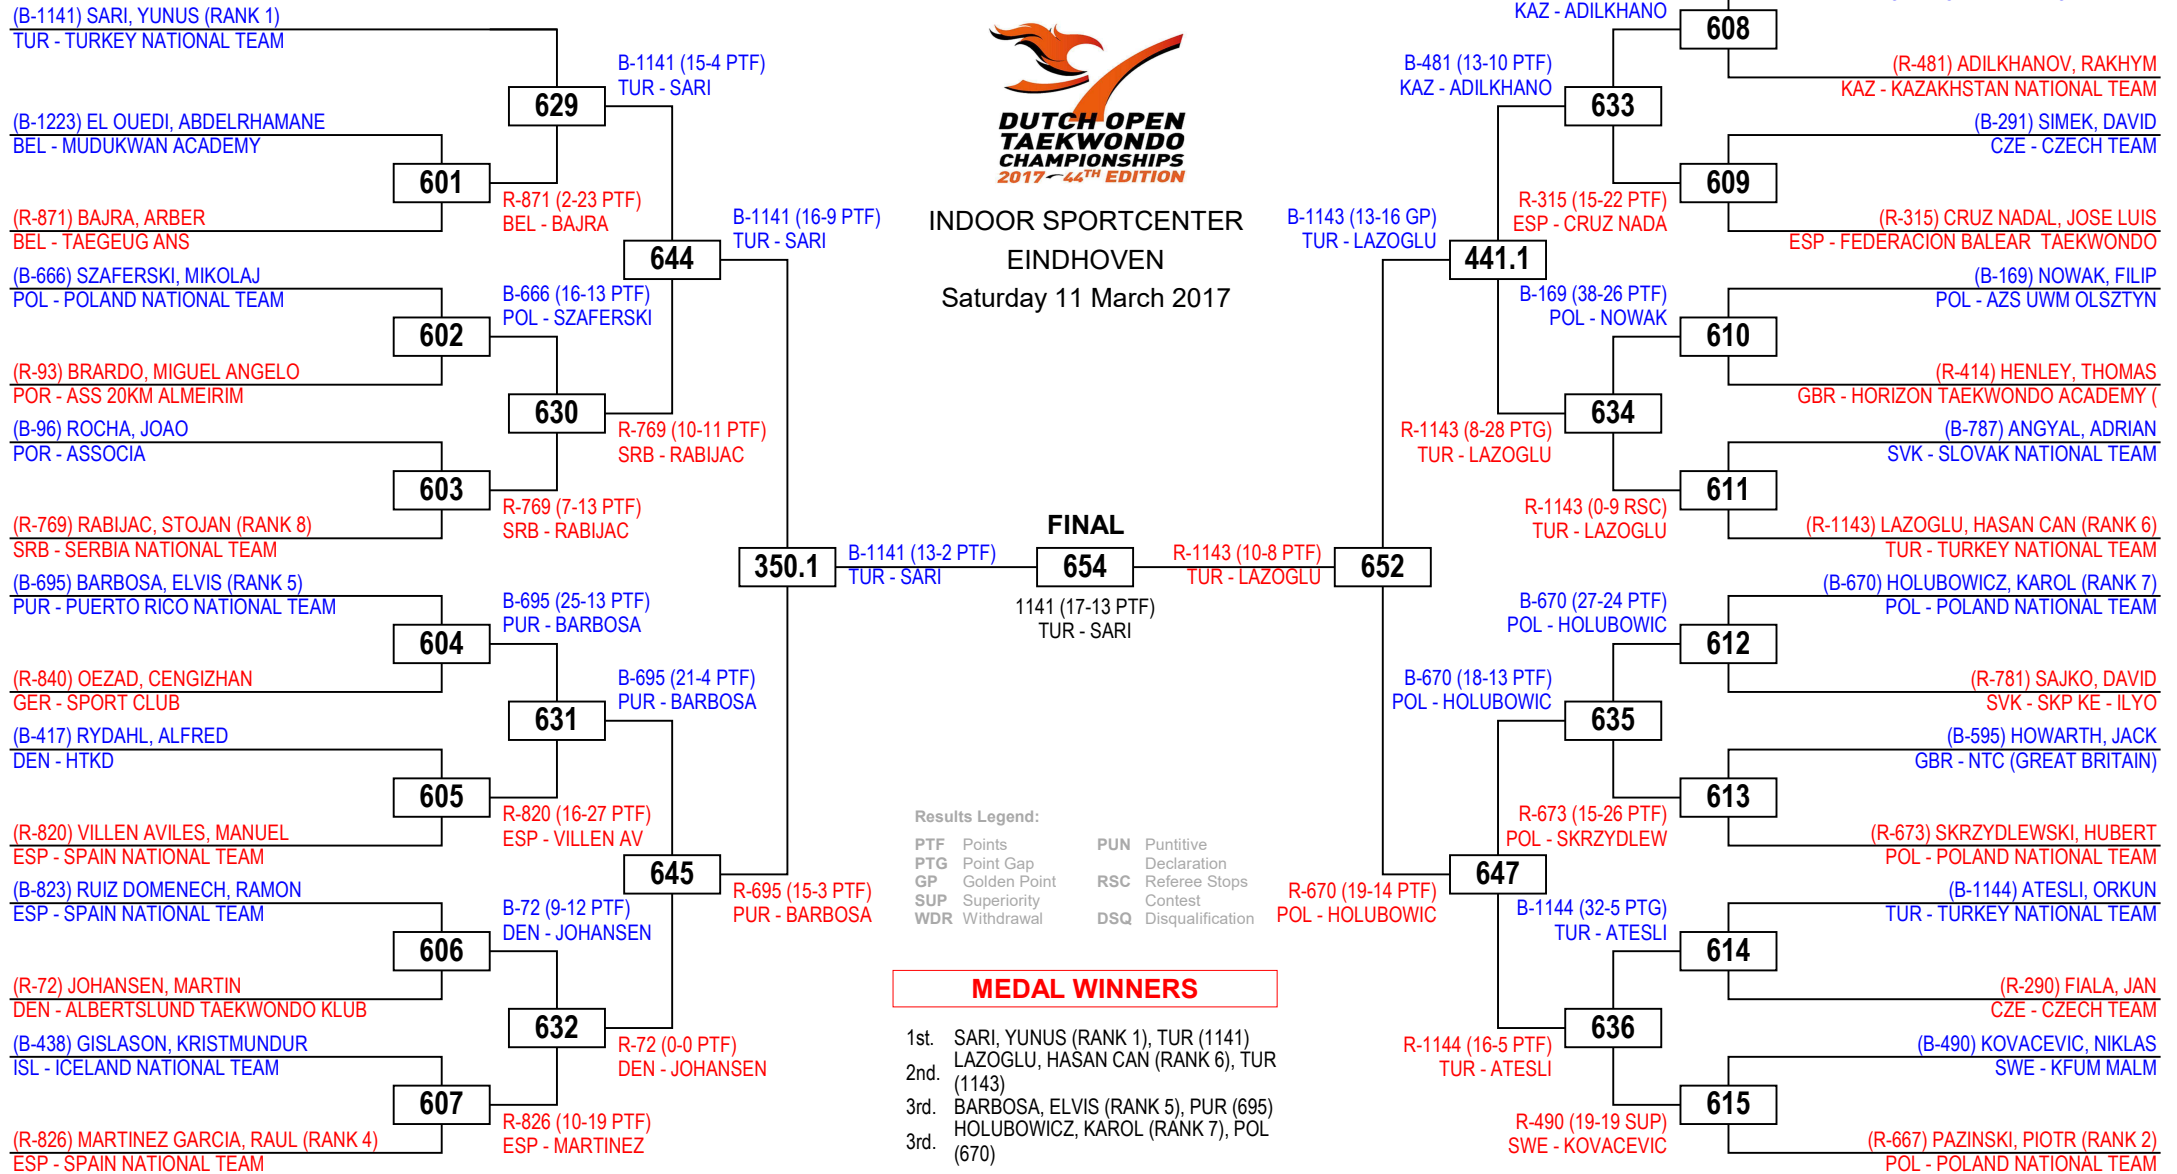 (B-1141) SARI, YUNUS (RANK 1)
TUR - TURKEY NATIONAL TEAM
(B-1223) EL OUEDI, ABDELRHAMANE
BEL - MUDUKWAN ACADEMY
(R-871) BAJRA, ARBER
BEL - TAEGEUG ANS
(B-666) SZAFERSKI, MIKOLAJ
POL - POLAND NATIONAL TEAM
(R-93) BRARDO, MIGUEL ANGELO
POR - ASS 20KM ALMEIRIM
(B-96) ROCHA, JOAO
POR - ASSOCIA
(R-769) RABIJAC, STOJAN (RANK 8)
SRB - SERBIA NATIONAL TEAM
(B-695) BARBOSA, ELVIS (RANK 5)
PUR - PUERTO RICO NATIONAL TEAM
(R-840) OEZAD, CENGIZHAN
GER - SPORT CLUB
(B-417) RYDAHL, ALFRED
DEN - HTKD
(R-820) VILLEN AVILES, MANUEL
ESP - SPAIN NATIONAL TEAM
(B-823) RUIZ DOMENECH, RAMON
ESP - SPAIN NATIONAL TEAM
(R-72) JOHANSEN, MARTIN
DEN - ALBERTSLUND TAEKWONDO KLUB
(B-438) GISLASON, KRISTMUNDUR
ISL - ICELAND NATIONAL TEAM
(R-826) MARTINEZ GARCIA, RAUL (RANK 4)
ESP - SPAIN NATIONAL TEAM
601
602
603
604
605
606
607
R-871 (2-23 PTF)
BEL - BAJRA
B-666 (16-13 PTF)
POL - SZAFERSKI
R-769 (7-13 PTF)
SRB - RABIJAC
B-695 (25-13 PTF)
PUR - BARBOSA
R-820 (16-27 PTF)
ESP - VILLEN AV
B-72 (9-12 PTF)
DEN - JOHANSEN
R-826 (10-19 PTF)
ESP - MARTINEZ
629
630
631
632
B-1141 (15-4 PTF)
TUR - SARI
R-769 (10-11 PTF)
SRB - RABIJAC
B-695 (21-4 PTF)
PUR - BARBOSA
R-72 (0-0 PTF)
DEN - JOHANSEN
644
645
B-1141 (16-9 PTF)
TUR - SARI
R-695 (15-3 PTF)
PUR - BARBOSA
350.1
B-1141 (13-2 PTF)
TUR - SARI
DUTCH OPEN
TAEKWONDO
CHAMPIONSHIPS
2017 44TH EDITION
INDOOR SPORTCENTER
EINDHOVEN
Saturday 11 March 2017
FINAL
654
1141 (17-13 PTF)
TUR - SARI
Results Legend:
PTF Points
PTG Point Gap
GP Golden Point
SUP Superiority
WDR Withdrawal
PUN Puntitive
Declaration
RSC Referee Stops
Contest
DSQ Disqualification
MEDAL WINNERS
1st. SARI, YUNUS (RANK 1), TUR (1141)
2nd. LAZOGLU, HASAN CAN (RANK 6), TUR
(1143)
3rd. BARBOSA, ELVIS (RANK 5), PUR (695)
3rd. HOLUBOWICZ, KAROL (RANK 7), POL
(670)
R-1143 (10-8 PTF)
TUR - LAZOGLU
652
B-1143 (13-16 GP)
TUR - LAZOGLU
R-670 (19-14 PTF)
POL - HOLUBOWIC
441.1
647
B-481 (13-10 PTF)
KAZ - ADILKHANO
R-1143 (8-28 PTG)
TUR - LAZOGLU
B-670 (18-13 PTF)
POL - HOLUBOWIC
R-1144 (16-5 PTF)
TUR - ATESLI
633
634
635
636
KAZ - ADILKHANO
R-315 (15-22 PTF)
ESP - CRUZ NADA
B-169 (38-26 PTF)
POL - NOWAK
R-1143 (0-9 RSC)
TUR - LAZOGLU
B-670 (27-24 PTF)
POL - HOLUBOWIC
R-673 (15-26 PTF)
POL - SKRZYDLEW
B-1144 (32-5 PTG)
TUR - ATESLI
R-490 (19-19 SUP)
SWE - KOVACEVIC
608
609
610
611
612
613
614
615
(R-481) ADILKHANOV, RAKHYM
KAZ - KAZAKHSTAN NATIONAL TEAM
(B-291) SIMEK, DAVID
CZE - CZECH TEAM
(R-315) CRUZ NADAL, JOSE LUIS
ESP - FEDERACION BALEAR TAEKWONDO
(B-169) NOWAK, FILIP
POL - AZS UWM OLSZTYN
(R-414) HENLEY, THOMAS
GBR - HORIZON TAEKWONDO ACADEMY (
(B-787) ANGYAL, ADRIAN
SVK - SLOVAK NATIONAL TEAM
(R-1143) LAZOGLU, HASAN CAN (RANK 6)
TUR - TURKEY NATIONAL TEAM
(B-670) HOLUBOWICZ, KAROL (RANK 7)
POL - POLAND NATIONAL TEAM
(R-781) SAJKO, DAVID
SVK - SKP KE - ILYO
(B-595) HOWARTH, JACK
GBR - NTC (GREAT BRITAIN)
(R-673) SKRZYDLEWSKI, HUBERT
POL - POLAND NATIONAL TEAM
(B-1144) ATESLI, ORKUN
TUR - TURKEY NATIONAL TEAM
(R-290) FIALA, JAN
CZE - CZECH TEAM
(B-490) KOVACEVIC, NIKLAS
SWE - KFUM MALM
(R-667) PAZINSKI, PIOTR (RANK 2)
POL - POLAND NATIONAL TEAM